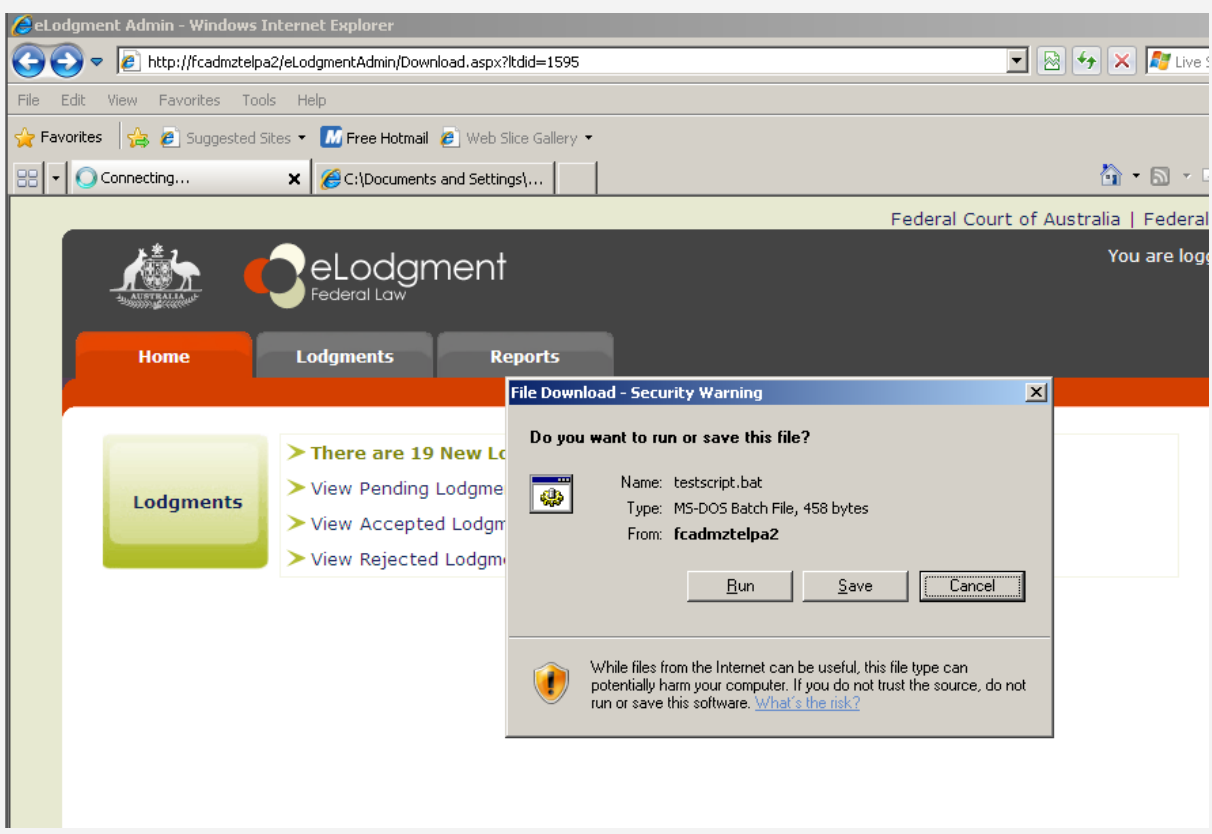 eLodgment Admin - Windows Internet Explorer
http://fcadmztelpa2/eLodgmentAdmin/Download.aspx?ltdid=1595
Live
File Edit View Favorites Tools Help
Favorites Suggested Sites Free Hotmail Web Slice Gallery
Connecting... C:\Documents and Settings\...
Federal Court of Australia | Federal
You are logg
AUSTRALIA
eLodgment
Federal Law
Home Lodgments Reports
File Download - Security Warning
Do you want to run or save this file?
Name: testscript.bat
Type: MS-DOS Batch File, 458 bytes
From: fcadmztelpa2
Run Save Cancel
While files from the Internet can be useful, this file type can
potentially harm your computer. If you do not trust the source, do not
run or save this software. What's the risk?
Lodgments
There are 19 New Lo
View Pending Lodgme
View Accepted Lodgm
View Rejected Lodgme